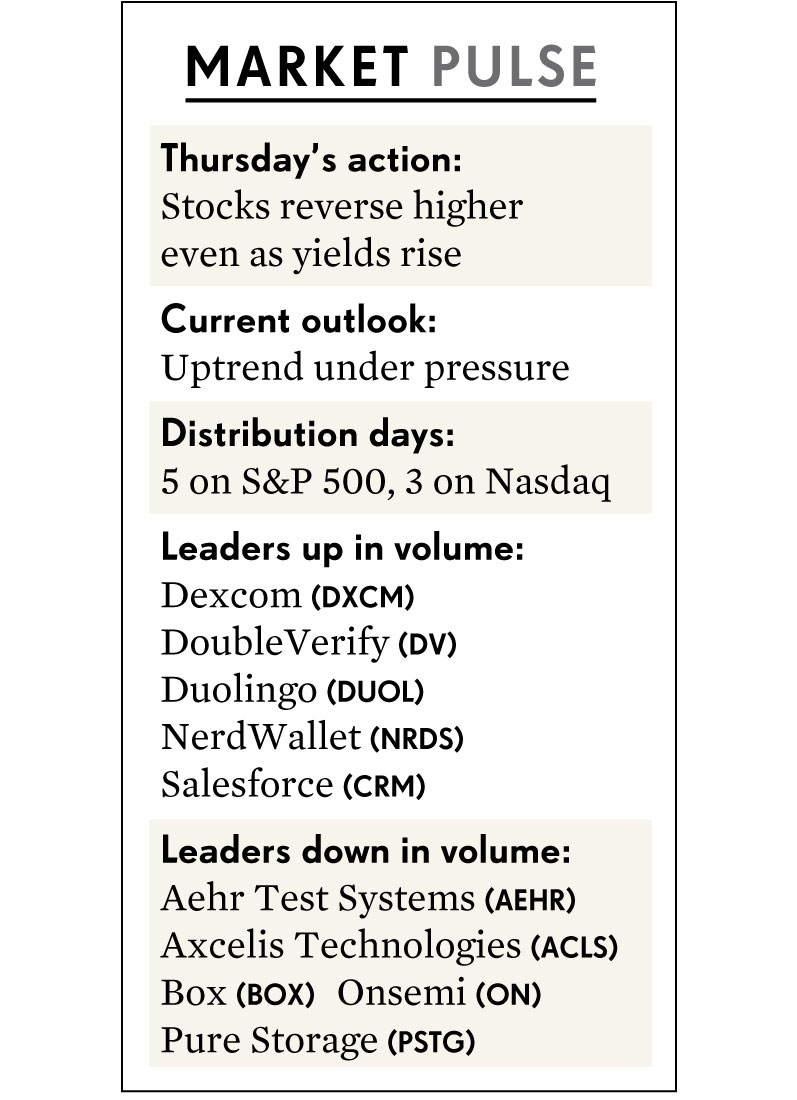 MARKET PULSE
Thursday’s action:
Stocks reverse higher
even as yields rise
Current outlook:
Uptrend under pressure
Distribution days:
5 on S&P 500, 3 on Nasdaq
Leaders up in volume:
Dexcom (DXCM)
DoubleVerify (DV)
Duolingo (DUOL)
NerdWallet (NRDS)
Salesforce (CRM)
Leaders down in volume:
Aehr Test Systems (AEHR)
Axcelis Technologies (ACLS)
Box (BOX) Onsemi (ON)
Pure Storage (PSTG)